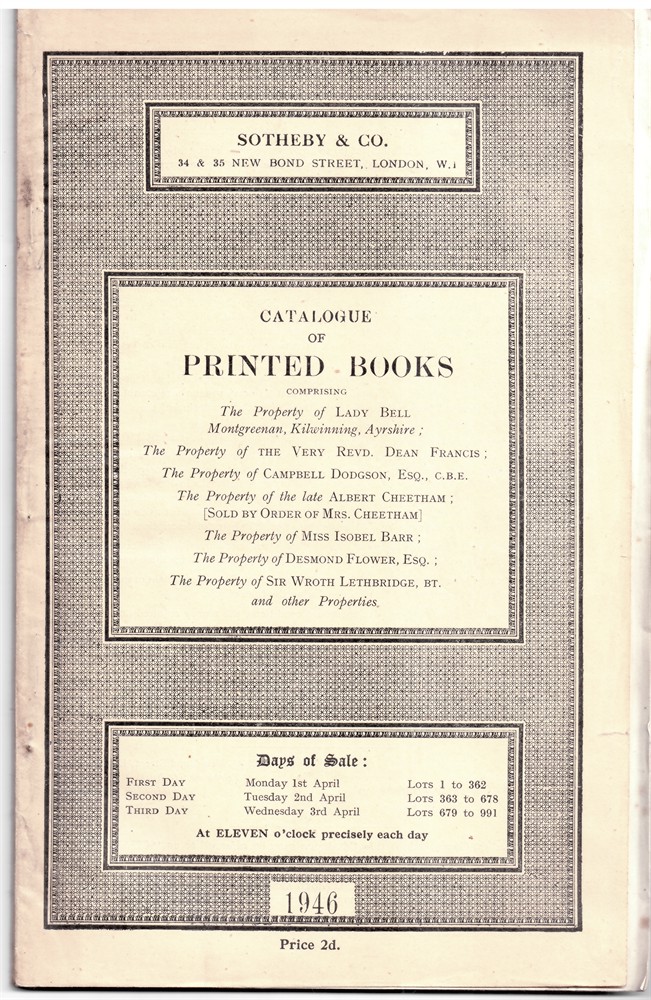 SOTHEBY & CO.
34 & 35 NEW BOND STREET, LONDON, W.1
CATALOGUE
OF
PRINTED BOOKS
COMPRISING
The Property of LADY BELL
Montgreenan, Kilwinning, Ayrshire ;
The Property of THE VERY REVD. DEAN FRANCIS ;
The Property of CAMPBELL DODGSON, ESQ., C.B.E.
The Property of the late ALBERT CHEETHAM ;
[SOLD BY ORDER OF MRS. CHEETHAM]
The Property of MISS ISOBEL BARR ;
The Property of DESMOND FLOWER, ESQ. ;
The Property of SIR WROTH LETHBRIDGE, BT.
and other Properties.
Days of Sale :
FIRST DAY Monday 1st April LOTS 1 to 362
SECOND DAY Tuesday 2nd April LOTS 363 to 678
THIRD DAY Wednesday 3rd April LOTS 679 to 991
At ELEVEN o'clock precisely each day
1946
Price 2d.